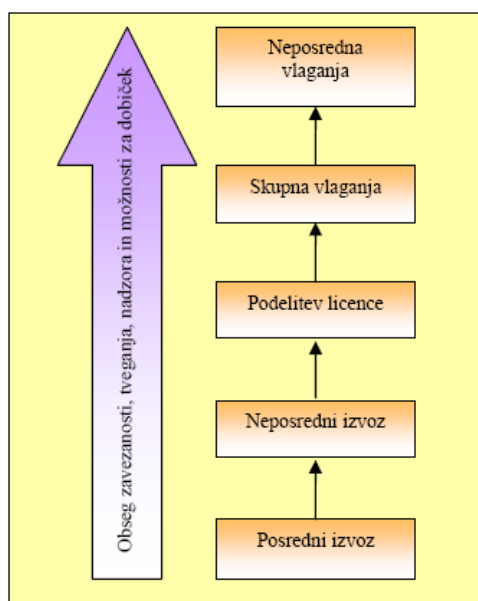 Neposredna
vlaganja
Skupna vlaganja
Podelitev licence
Neposredni izvoz
Posredni izvoz
Obseg zavezanosti, tveganja, nadzora in možnosti za dobiček